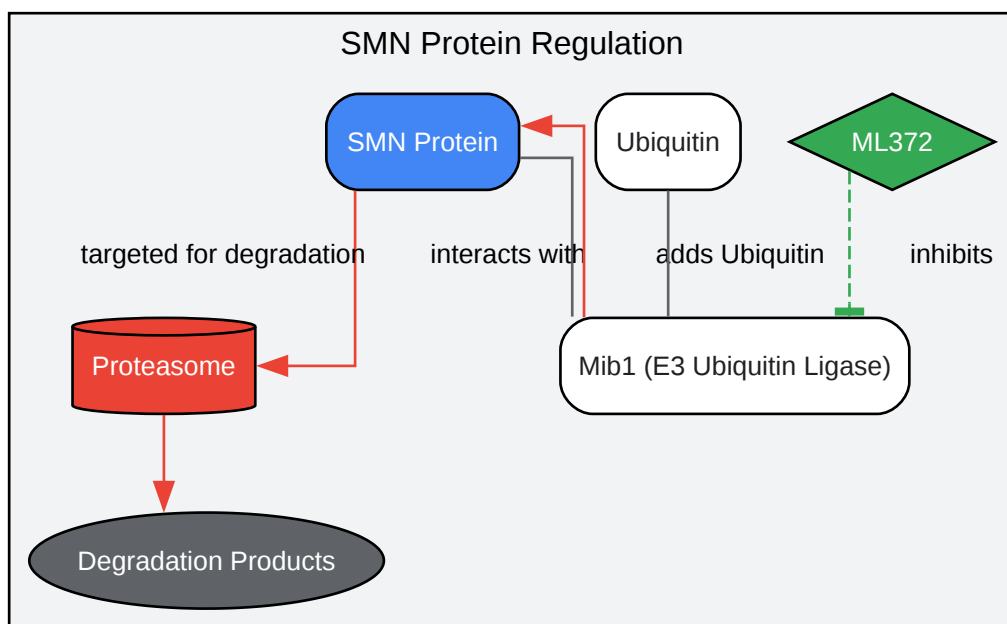 SMN Protein Regulation
SMN Protein
Ubiquitin
ML372
targeted for degradation
interacts with
adds Ubiquitin
inhibits
Proteasome
Mib1 (E3 Ubiquitin Ligase)
Degradation Products